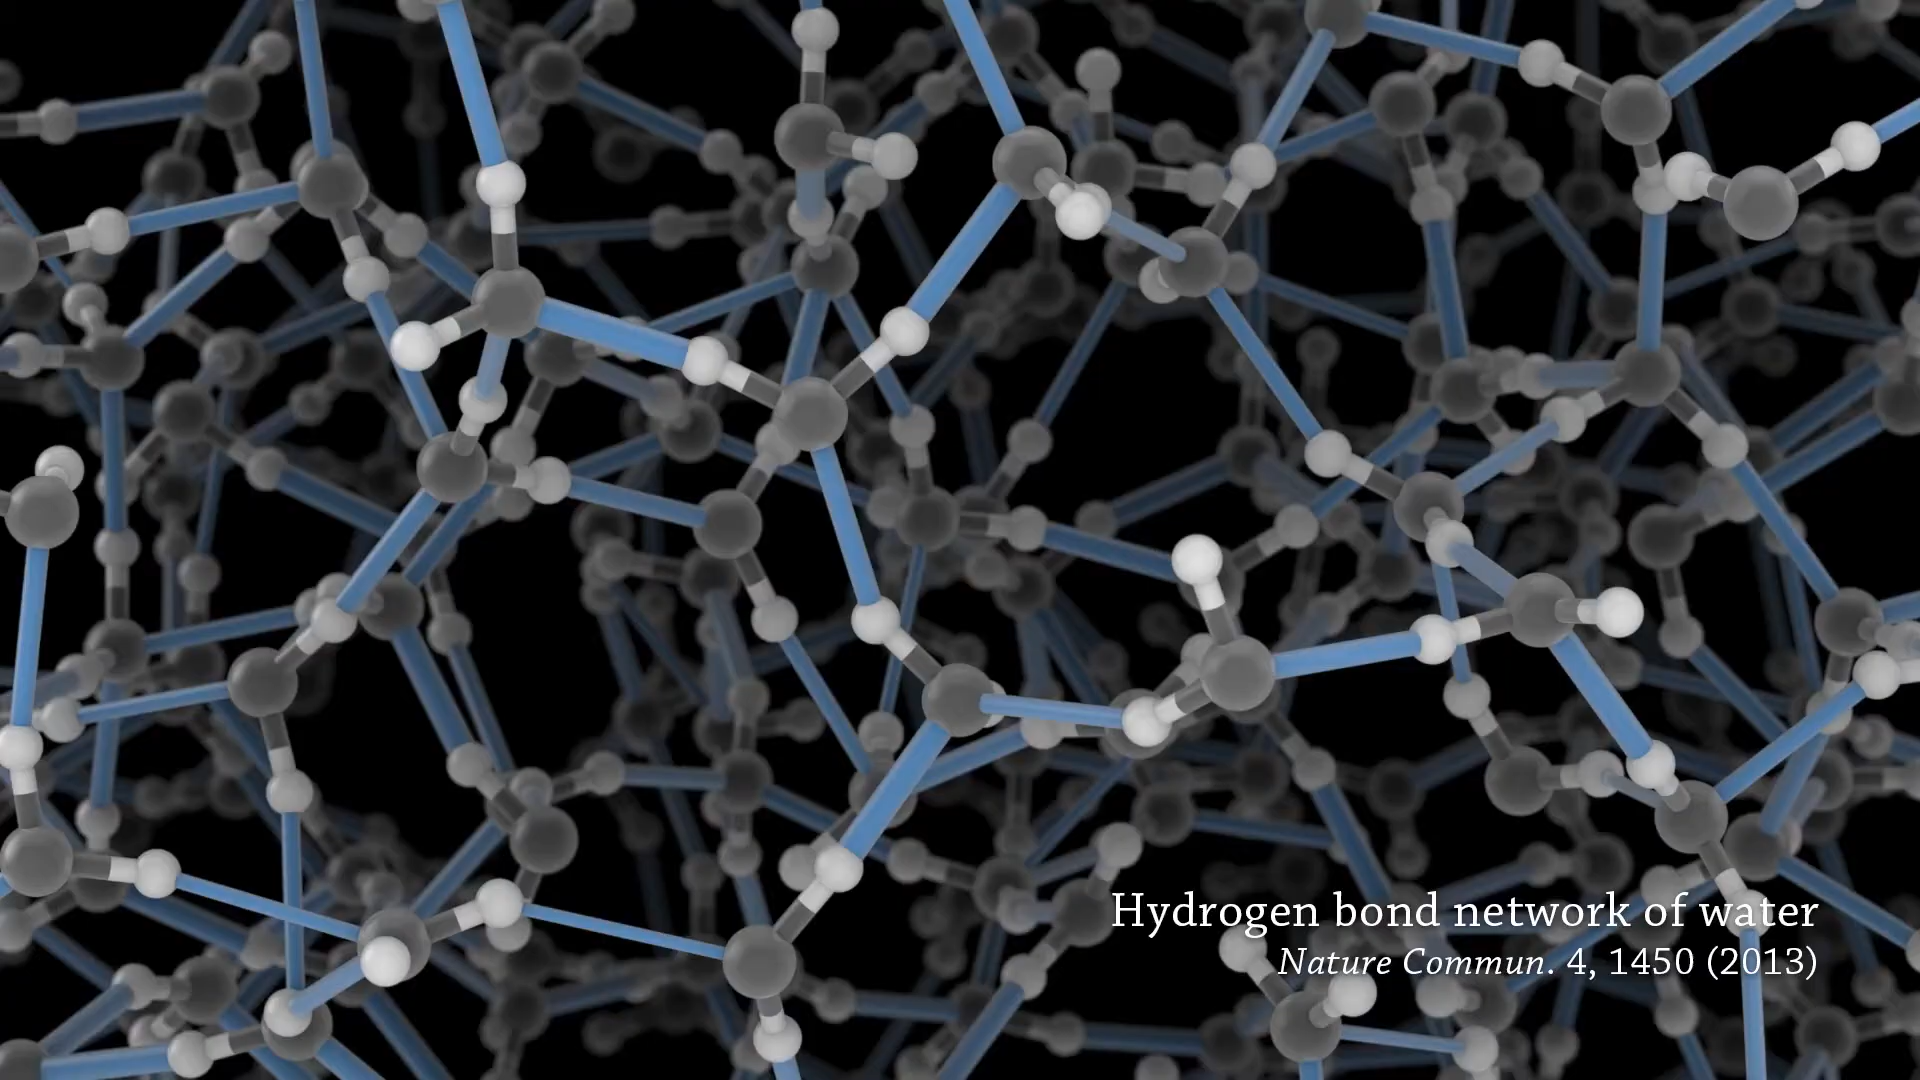 Hydrogen bond network of water
Nature Commun. 4, 1450 (2013)